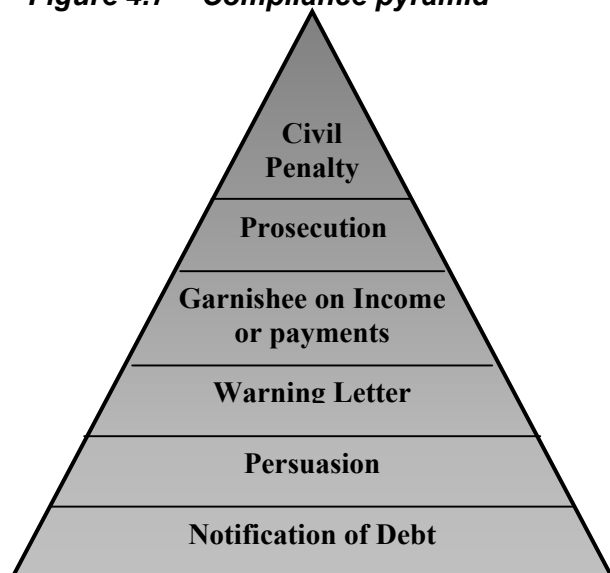 Figure 4.7 Compliance pyramid
Civil
Penalty
Prosecution
Garnishee on Income
or payments
Warning Letter
Persuasion
Notification of Debt